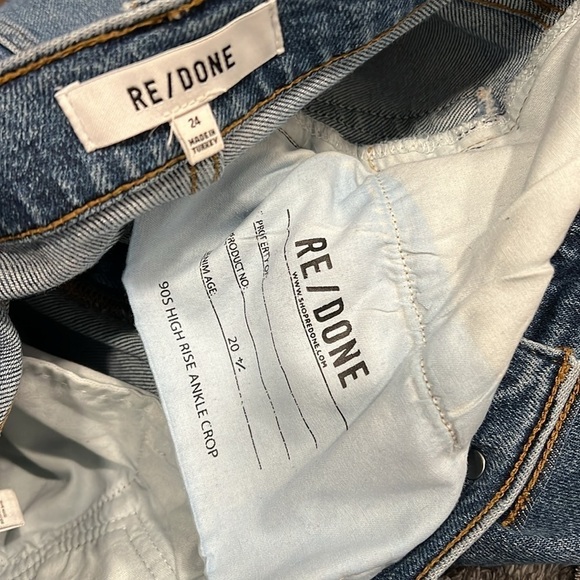 RE/DONE
24
MADE IN
TURKEY
RE/DONE
WWW.SHOPREDONE.COM
PROPERTY OF:
PRODUCT NO.
DENIM AGE: 20 +/-
90S HIGH RISE ANKLE CROP